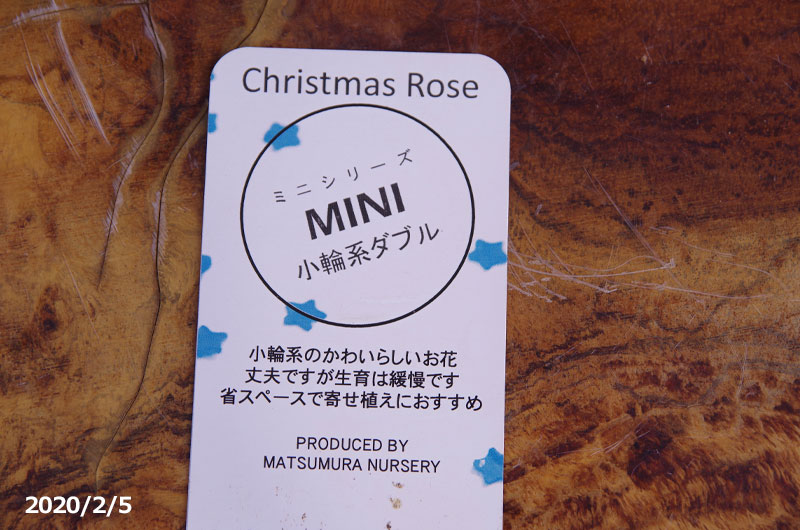 Christmas Rose
ミニシリーズ
MINI
小輪系ダブル
小輪系のかわいらしいお花
丈夫ですが生育は緩慢です
省スペースで寄せ植えにおすすめ
PRODUCED BY
MATSUMURA NURSERY
2020/2/5